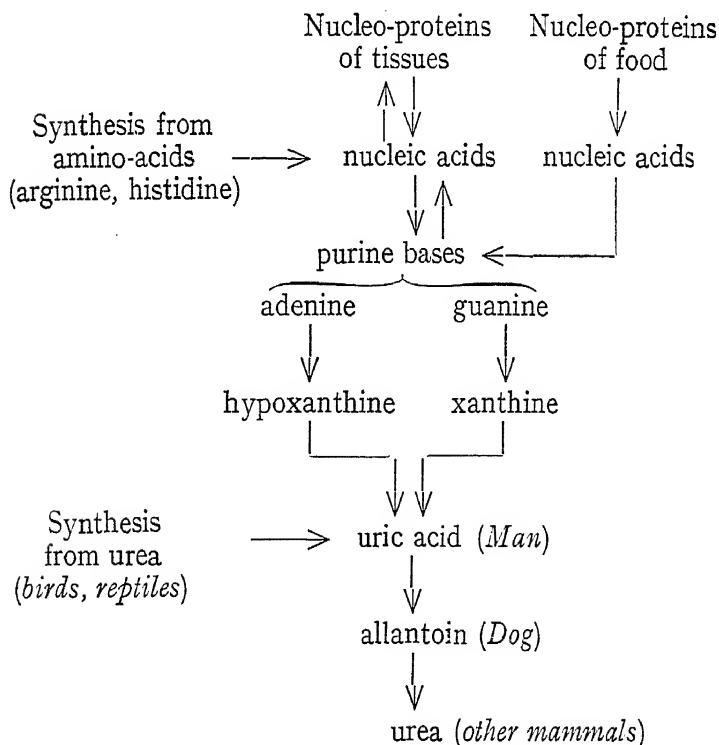 Nucleo-proteins
of tissues
Nucleo-proteins
of food
Synthesis from
amino-acids
(arginine, histidine)
nucleic acids
nucleic acids
purine bases
adenine
guanine
hypoxanthine
xanthine
Synthesis
from urea
(birds, reptiles)
uric acid (Man)
allantoin (Dog)
urea (other mammals)